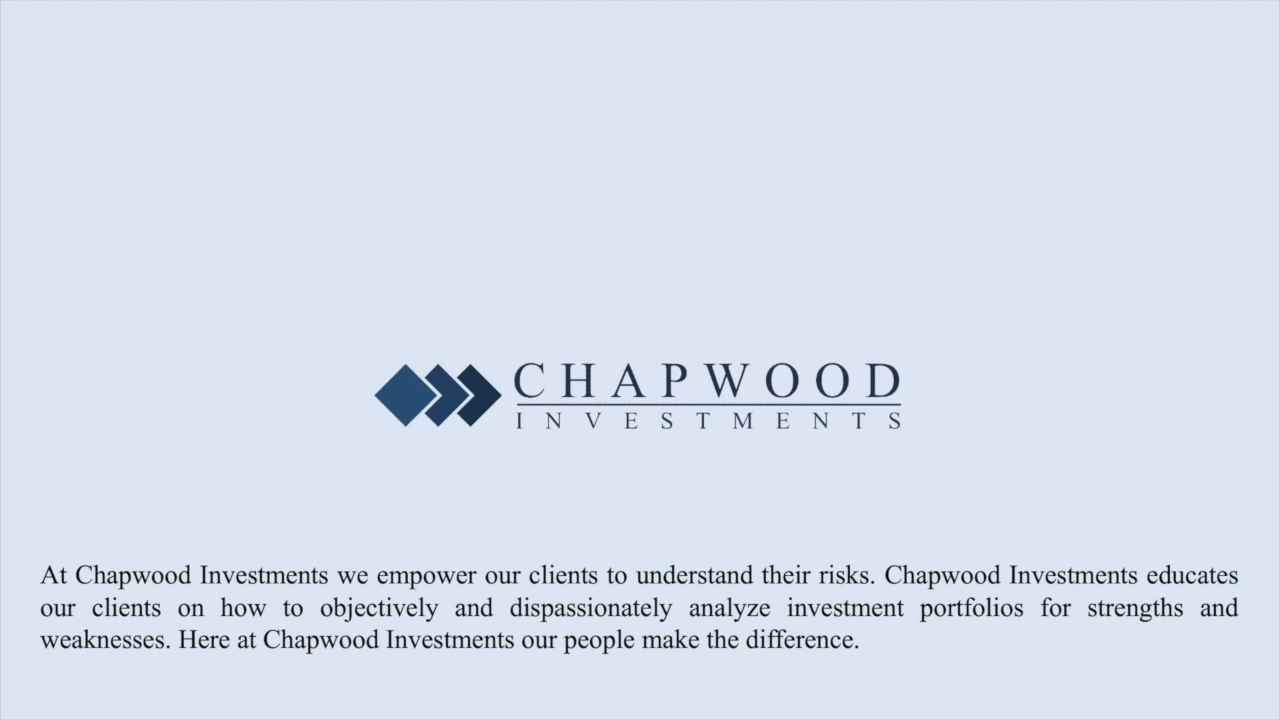 CHAPWOOD
INVESTMENTS
At Chapwood Investments we empower our clients to understand their risks. Chapwood Investments educates
our clients on how to objectively and dispassionately analyze investment portfolios for strengths and
weaknesses. Here at Chapwood Investments our people make the difference.